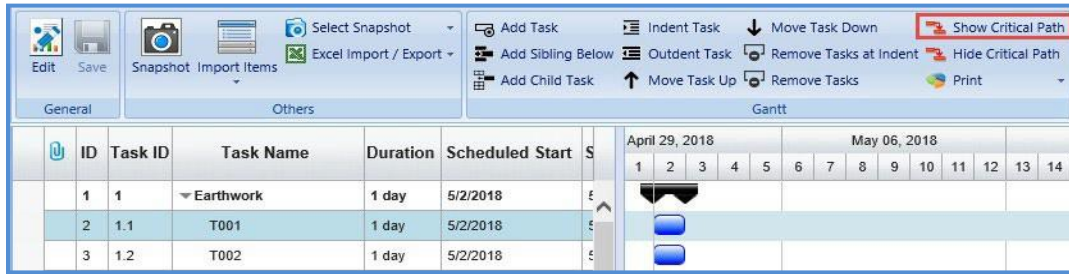 Edit
Save
General
Snapshot
Import Items
Select Snapshot
Excel Import / Export
Others
Add Task
Add Sibling Below
Add Child Task
Indent Task
Outdent Task
Move Task Up
Move Task Down
Remove Tasks at Indent
Remove Tasks
Show Critical Path
Hide Critical Path
Print
Gantt
ID Task ID Task Name Duration Scheduled Start S
April 29, 2018 May 06, 2018
1 2 3 4 5 6 7 8 9 10 11 12 13 14
1 1 Earthwork 1 day 5/2/2018
2 1.1 T001 1 day 5/2/2018
3 1.2 T002 1 day 5/2/2018